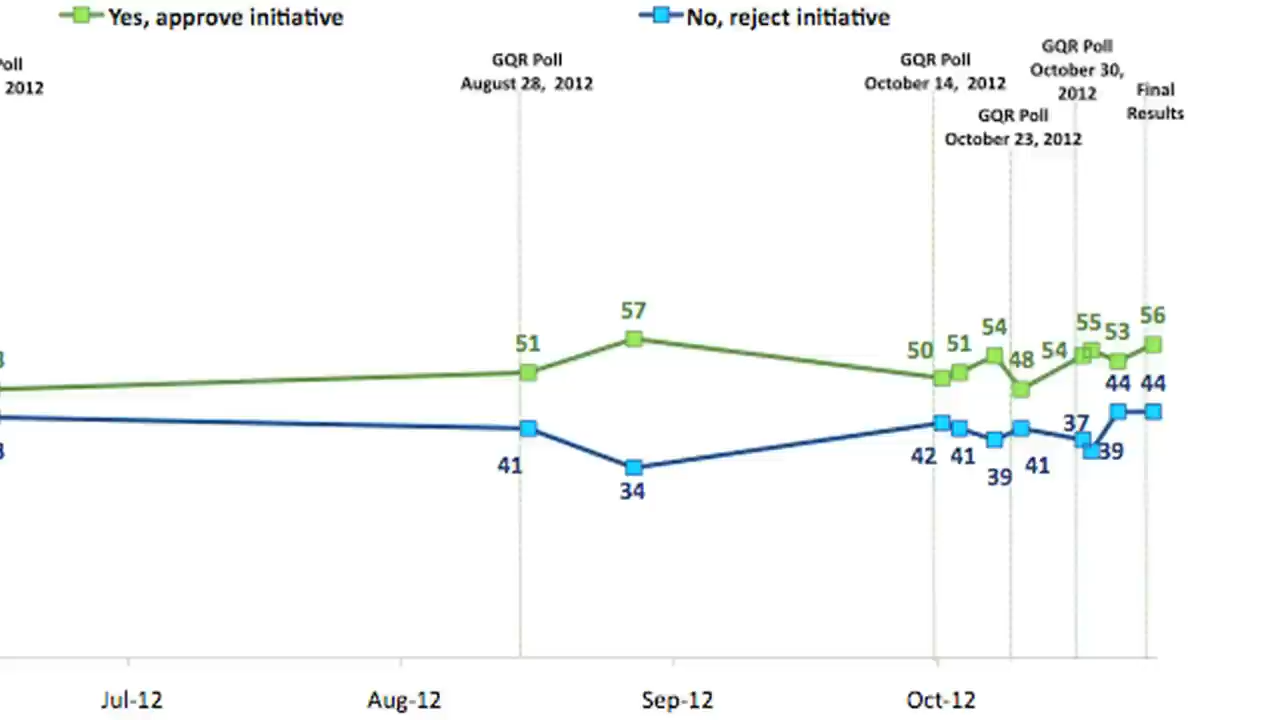 Yes, approve initiative
No, reject initiative
2012
GQR Poll
August 28, 2012
GQR Poll
October 14, 2012
GQR Poll
October 23, 2012
GQR Poll
October 30,
2012
Final
Results
51
57
50
51
54
48
54
55
53
56
41
34
42
41
39
41
37
39
44
44
Jul-12
Aug-12
Sep-12
Oct-12